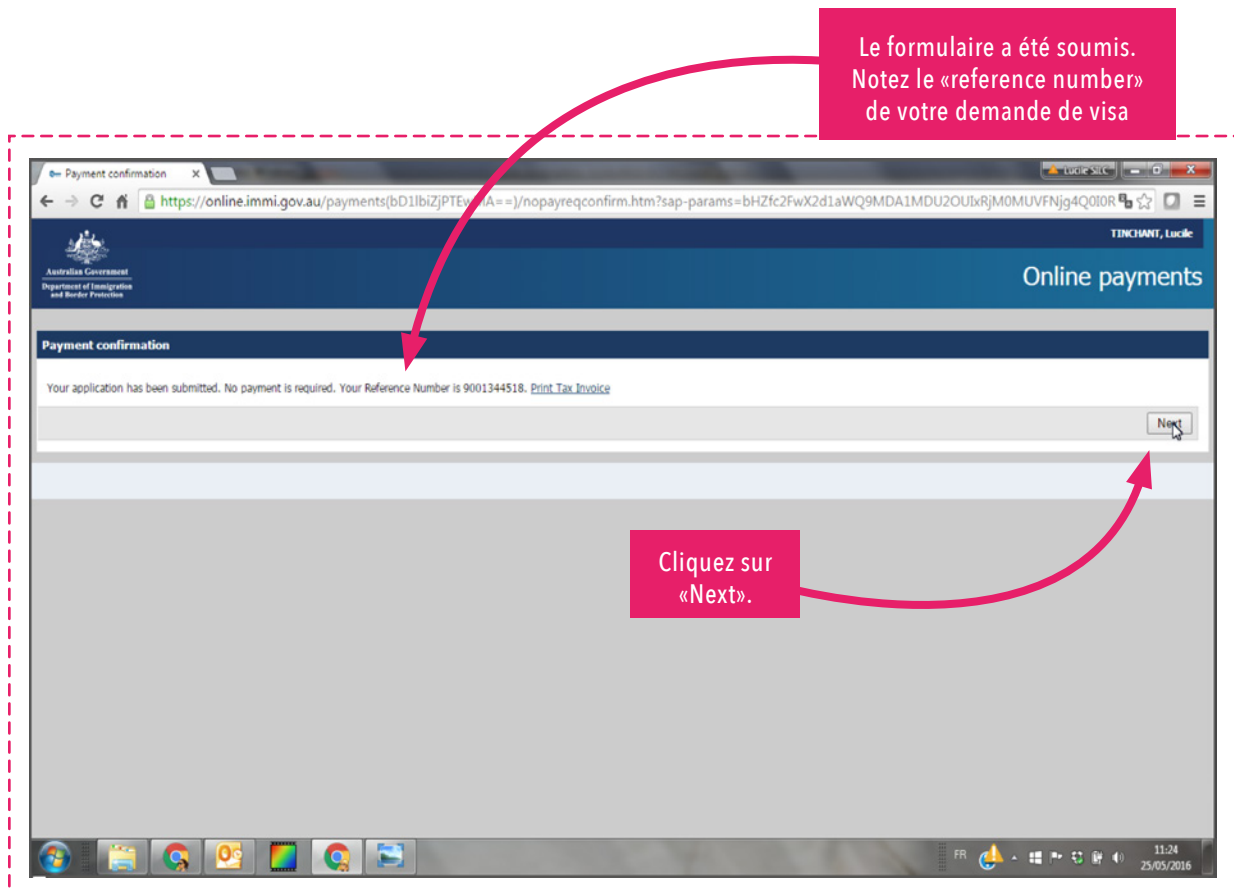 Le formulaire a été soumis.
Notez le «reference number»
de votre demande de visa
Payment confirmation
Lucile SILC
https://online.immi.gov.au/payments(bD1lbiZjPTEw A==)/nopayreqconfirm.htm?sap-params=bHZfc2FwX2d1aWQ9MDA1MDU2OUIxRjM0MUVFNjg4Q0I0R
TINCHANT, Lucile
Australian Government
Department of Immigration
and Border Protection
Online payments
Payment confirmation
Your application has been submitted. No payment is required. Your Reference Number is 9001344518. Print Tax Invoice
Next
Cliquez sur
«Next».
FR
11:24
25/05/2016